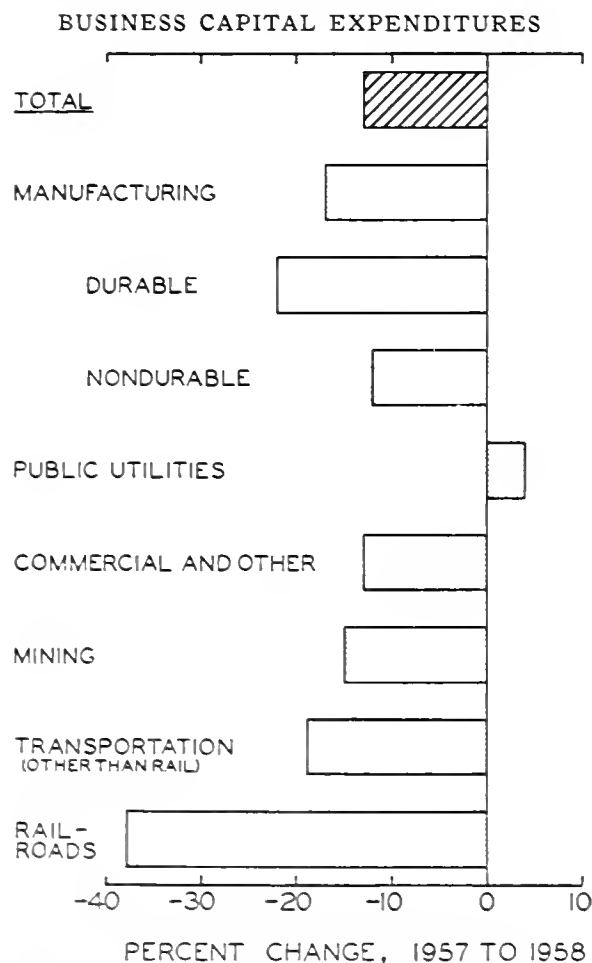 BUSINESS CAPITAL EXPENDITURES
TOTAL
MANUFACTURING
DURABLE
NONDURABLE
PUBLIC UTILITIES
COMMERCIAL AND OTHER
MINING
TRANSPORTATION
(OTHER THAN RAIL)
RAIL-
ROADS
-40 -30 -20 -10 0 10
PERCENT CHANGE, 1957 TO 1958